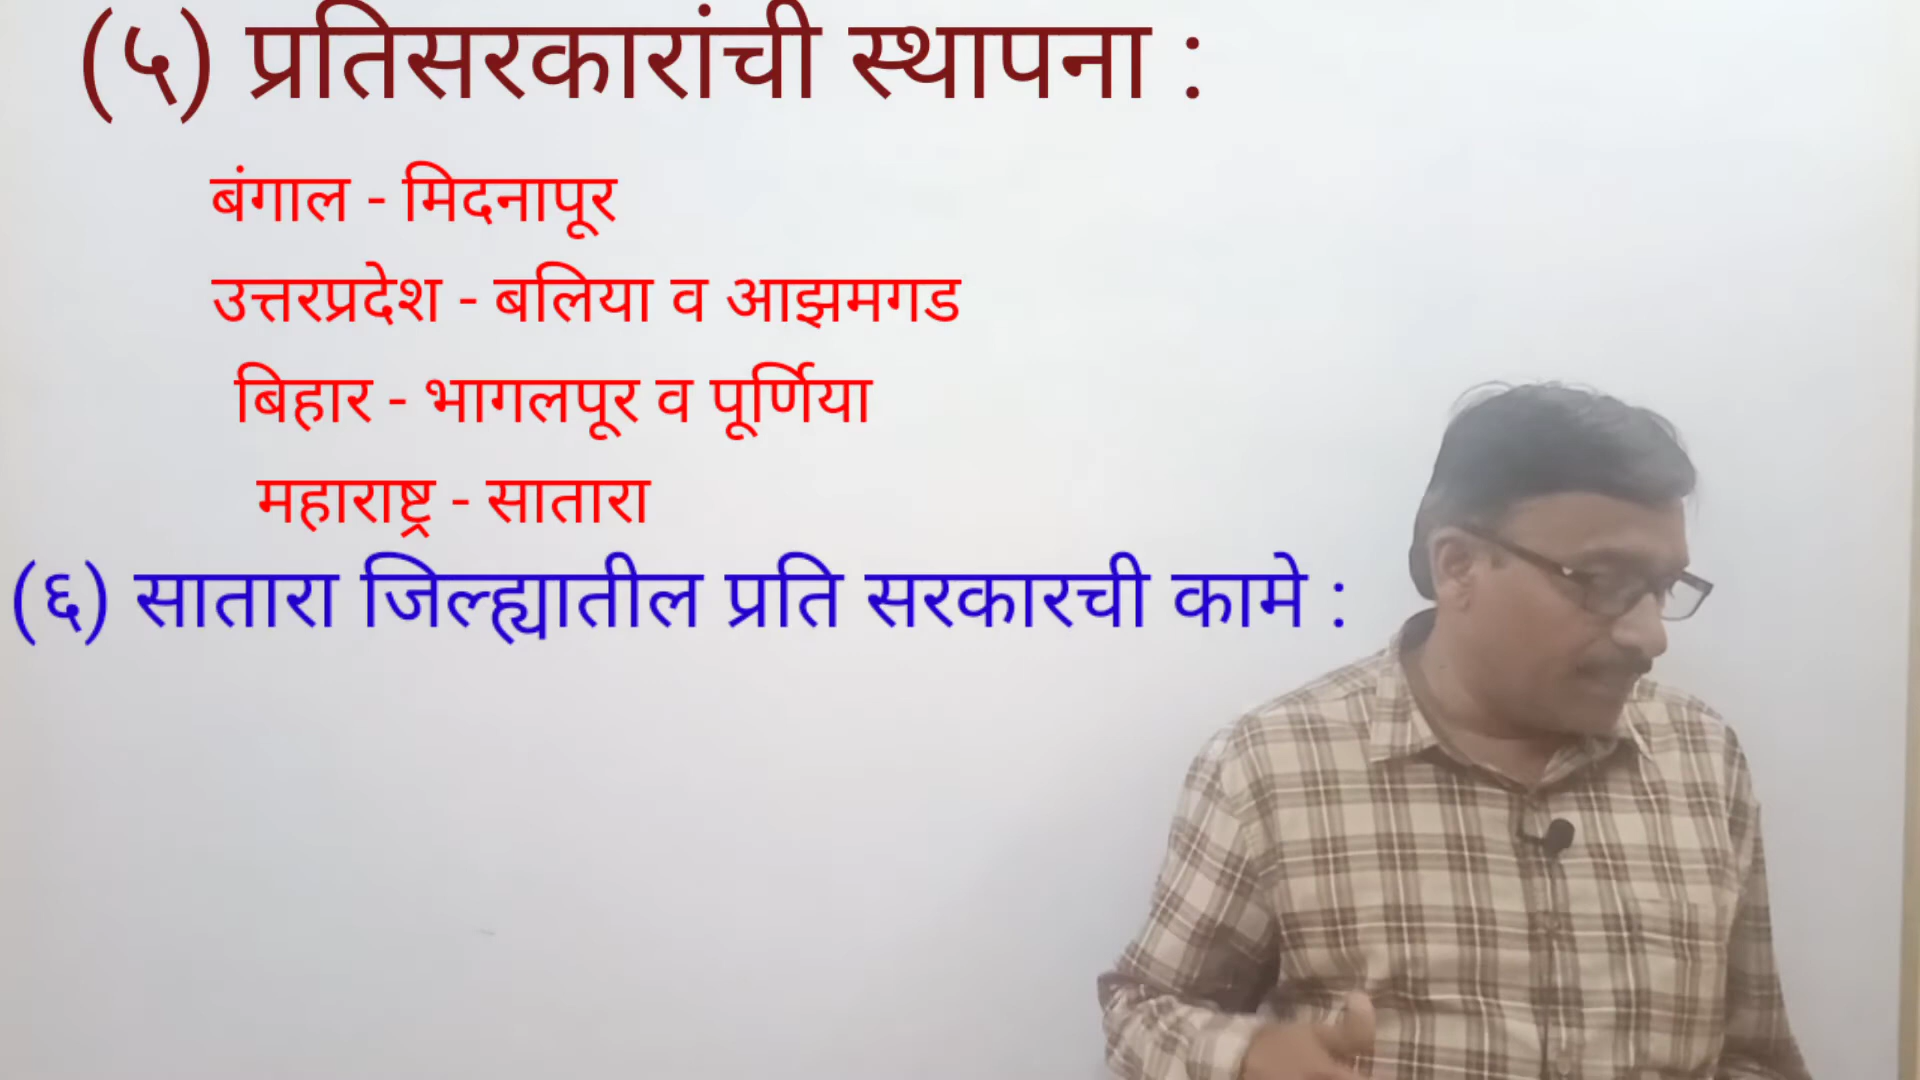 (५) प्रतिसरकारांची स्थापना :
बंगाल - मिदनापूर
उत्तरप्रदेश - बलिया व आझमगड
बिहार - भागलपूर व पूर्णिया
महाराष्ट्र - सातारा
(६) सातारा जिल्ह्यातील प्रति सरकारची कामे :